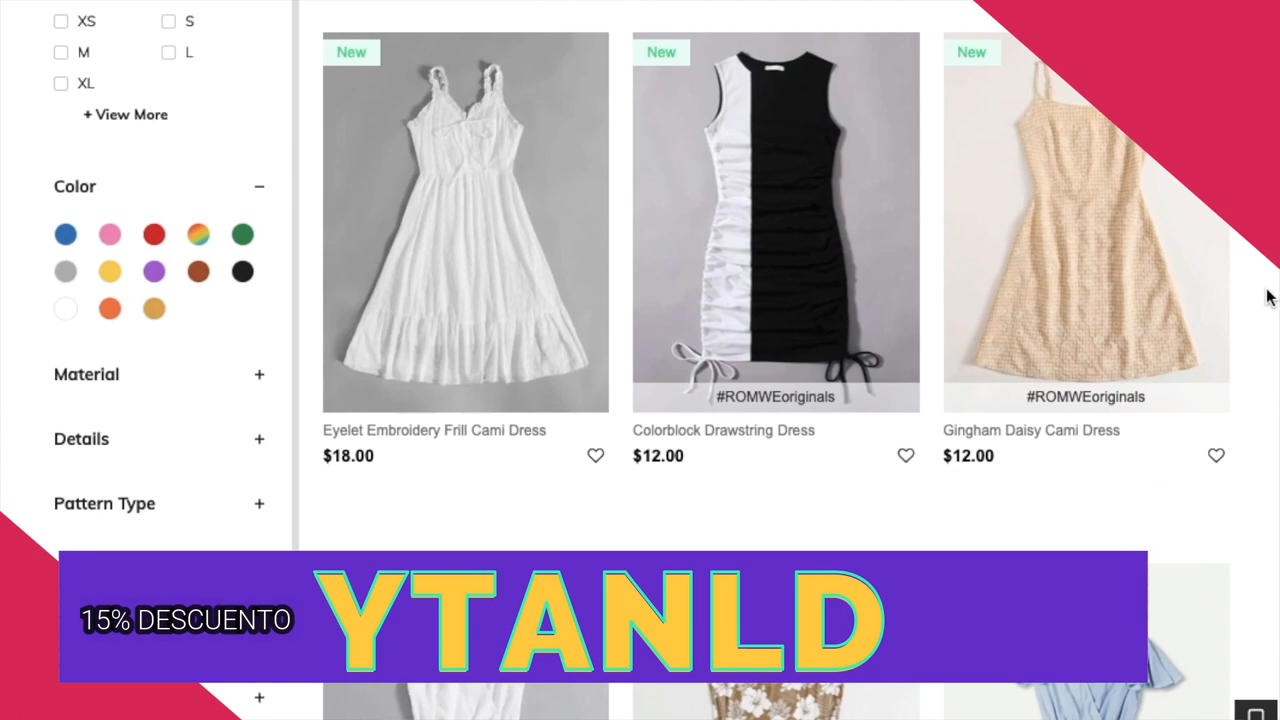 XS
S
M
L
XL
+ View More
Color
Material
Details
Pattern Type
New
New
New
#ROMWEoriginals
#ROMWEoriginals
Eyelet Embroidery Frill Cami Dress
Colorblock Drawstring Dress
Gingham Daisy Cami Dress
$18.00
$12.00
$12.00
15% DESCUENTO
YTANLD